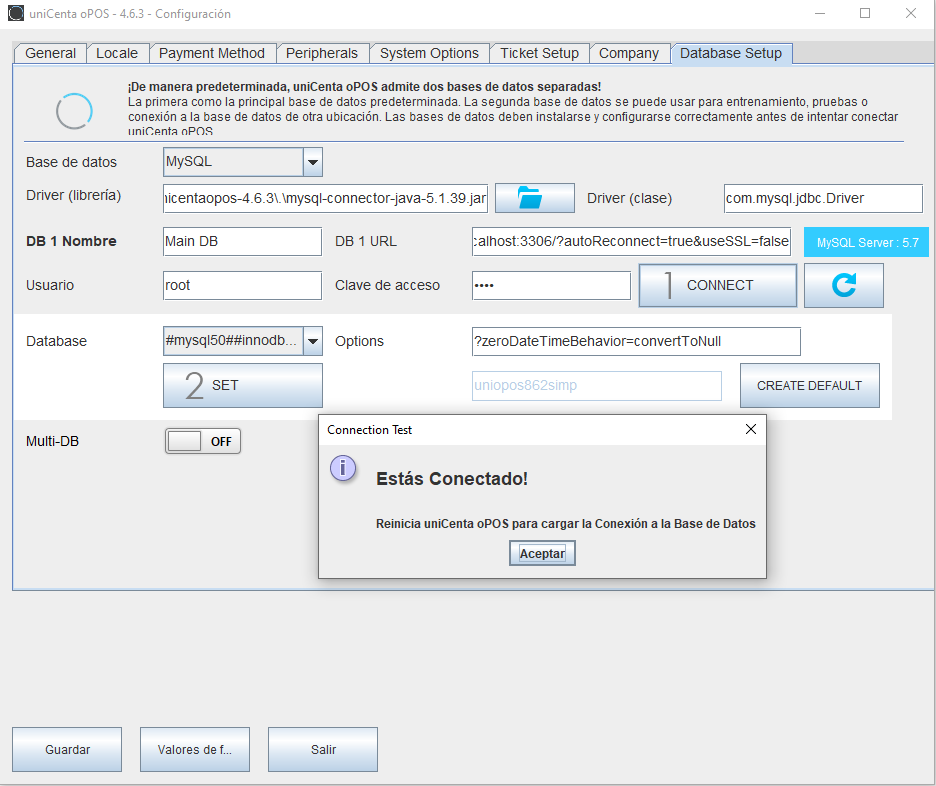 uniCenta oPOS - 4.6.3 - Configuración
General Locale Payment Method Peripherals System Options Ticket Setup Company Database Setup
¡De manera predeterminada, uniCenta oPOS admite dos bases de datos separadas!
La primera como la principal base de datos predeterminada. La segunda base de datos se puede usar para entrenamiento, pruebas o
conexión a la base de datos de otra ubicación. Las bases de datos deben instalarse y configurarse correctamente antes de intentar conectar
uniCenta oPOS
Base de datos MySQL
Driver (librería) nicentaopos-4.6.3\.\mysql-connector-java-5.1.39.jar Driver (clase) com.mysql.jdbc.Driver
DB 1 Nombre Main DB DB 1 URL calhost:3306/?autoReconnect=true&useSSL=false MySQL Server : 5.7
Usuario root Clave de acceso •••• 1 CONNECT
Database #mysql50##innodb... Options ?zeroDateTimeBehavior=convertToNull
2 SET uniopos862simp CREATE DEFAULT
Multi-DB OFF
Connection Test
Estás Conectado!
Reinicia uniCenta oPOS para cargar la Conexión a la Base de Datos
Aceptar
Guardar Valores de f... Salir